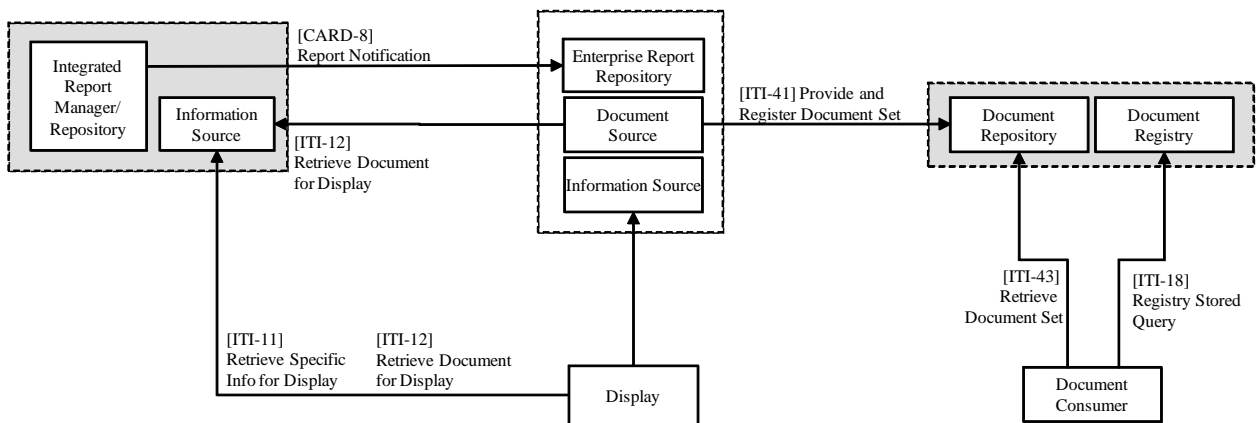 [CARD-8]
Report Notification
Integrated
Report
Manager/
Repository
Information
Source
Enterprise Report
Repository
Document
Source
Information Source
[ITI-12]
Retrieve Document
for Display
[ITI-41] Provide and
Register Document Set
Document
Repository
Document
Registry
[ITI-11]
Retrieve Specific
Info for Display
[ITI-12]
Retrieve Document
for Display
Display
[ITI-43]
Retrieve
Document Set
[ITI-18]
Registry Stored
Query
Document
Consumer